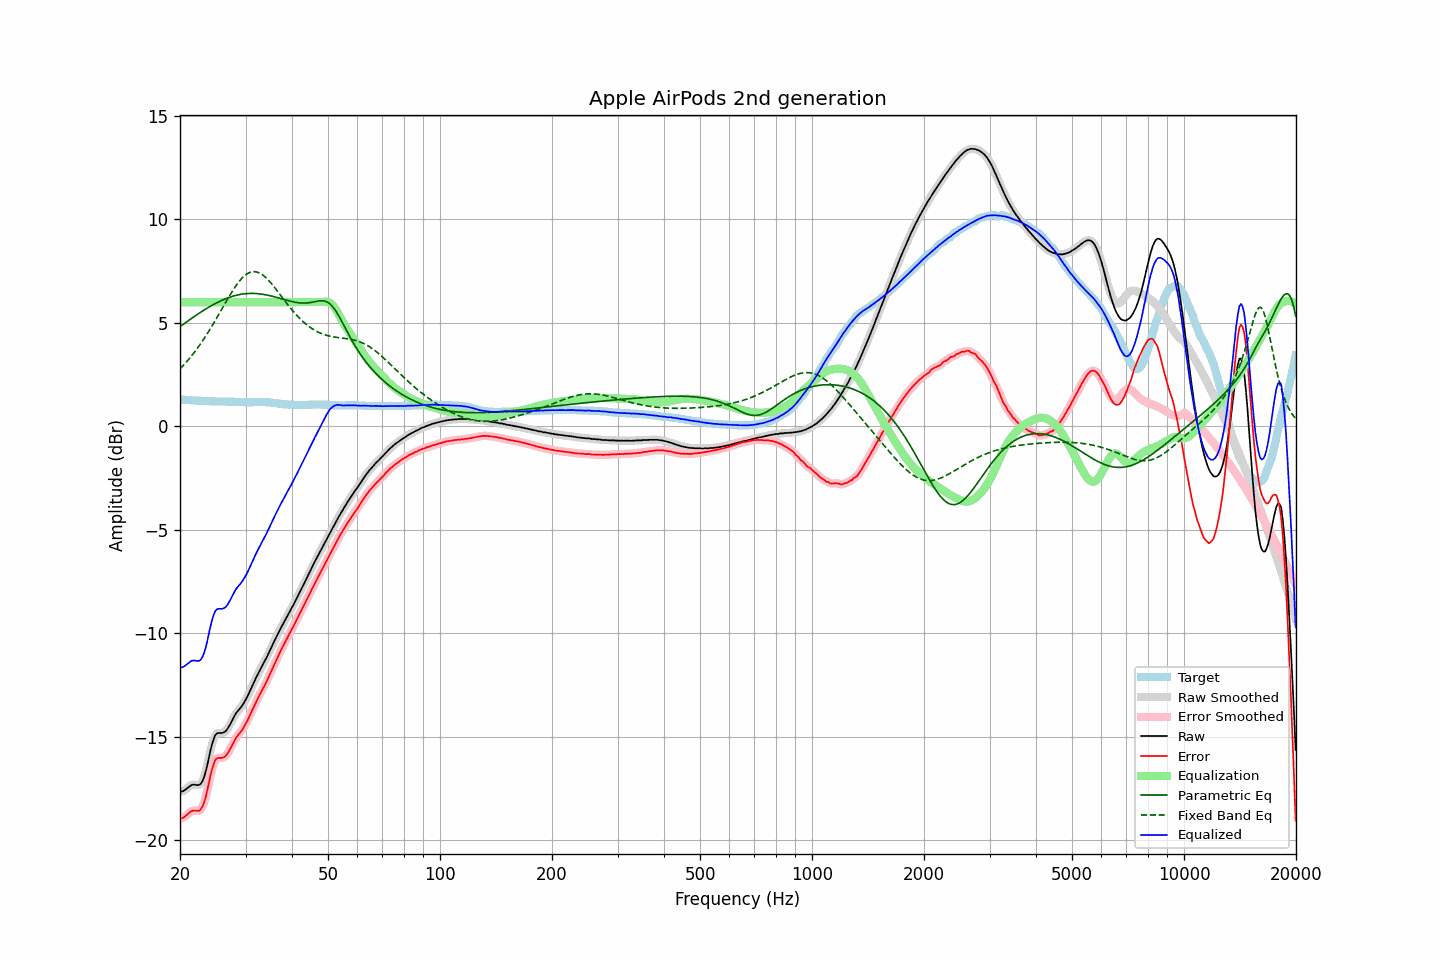 Apple AirPods 2nd generation
15
10
5
0
−5
−10
−15
−20
Amplitude (dBr)
20 50 100 200 500 1000 2000 5000 10000 20000
Frequency (Hz)
Target
Raw Smoothed
Error Smoothed
Raw
Error
Equalization
Parametric Eq
Fixed Band Eq
Equalized